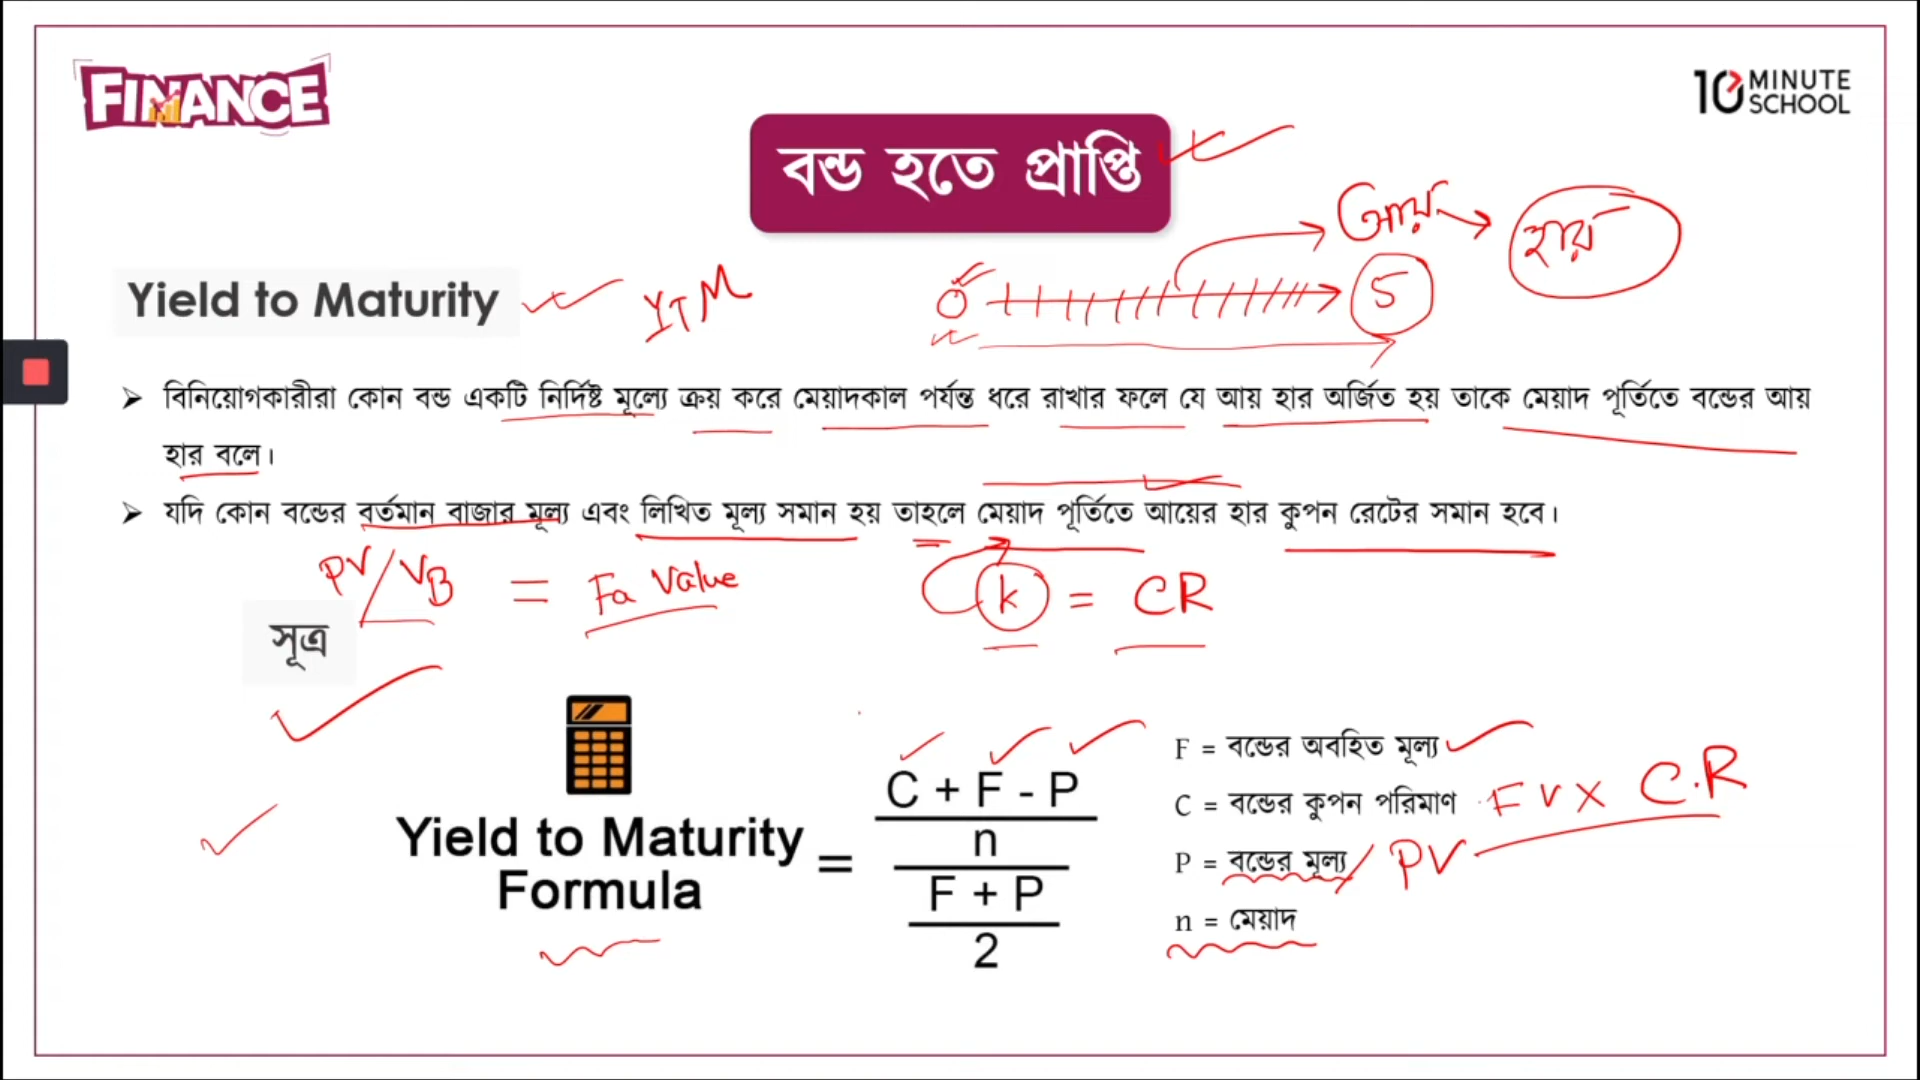 FINANCE
10 MINUTE SCHOOL
বন্ড হতে প্রাপ্তি
আয় → হার
Yield to Maturity
YTM
0
5
বিনিয়োগকারীরা কোন বন্ড একটি নির্দিষ্ট মূল্যে ক্রয় করে মেয়াদকাল পর্যন্ত ধরে রাখার ফলে যে আয় হার অর্জিত হয় তাকে মেয়াদ পূর্তিতে বন্ডের আয়
হার বলে।
যদি কোন বন্ডের বর্তমান বাজার মূল্য এবং লিখিত মূল্য সমান হয় তাহলে মেয়াদ পূর্তিতে আয়ের হার কুপন রেটের সমান হবে।
PV/VB = Fa Value
k = CR
সূত্র
Yield to Maturity
Formula
=
C + F - P
n
F + P
2
F = বন্ডের অবহিত মূল্য
C = বন্ডের কুপন পরিমাণ FV X C.R
P = বন্ডের মূল্য / PV
n = মেয়াদ